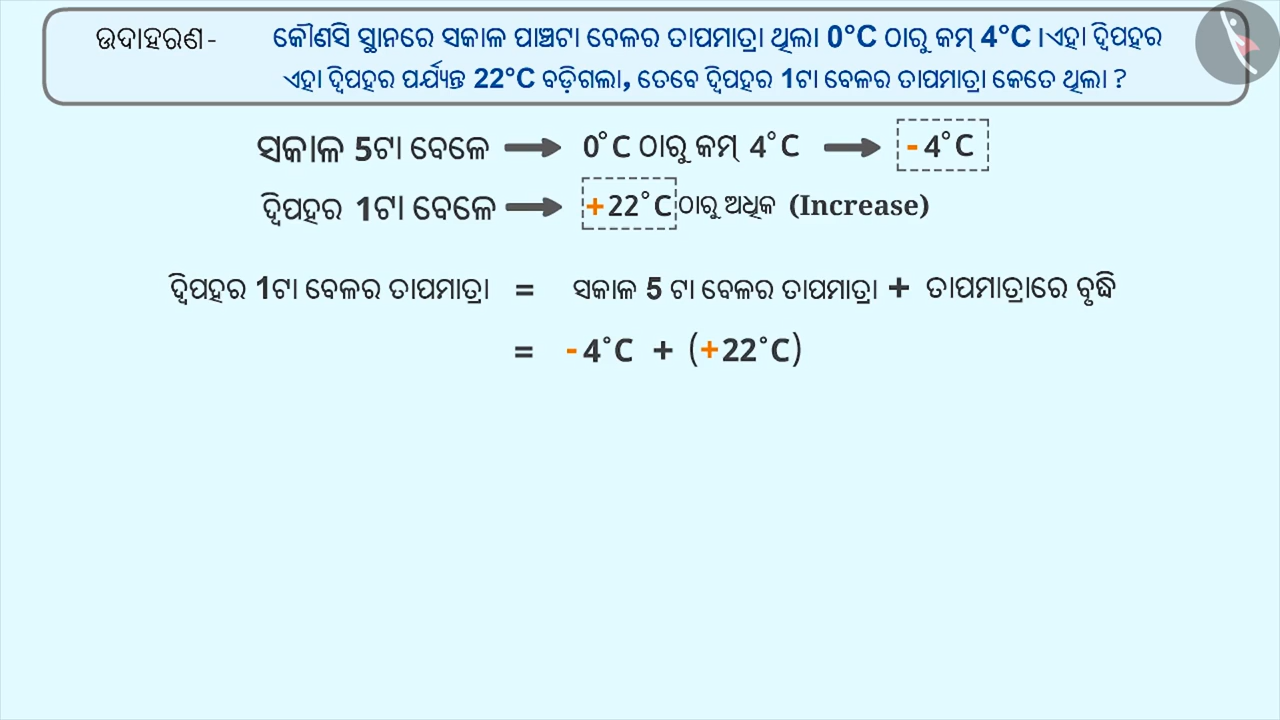 ଉଦାହରଣ- କୌଣସି ସ୍ଥାନରେ ସକାଳ ପାଞ୍ଚଟା ବେଳର ତାପମାତ୍ରା ଥିଲା 0°C ଠାରୁ କମ୍ 4°C ।ଏହା ଦ୍ୱିପହର
ଏହା ଦ୍ୱିପହର ପର୍ଯ୍ୟନ୍ତ 22°C ବଡ଼ିଗଲା, ତେବେ ଦ୍ୱିପହର 1ଟା ବେଳର ତାପମାତ୍ରା କେତେ ଥିଲା ?
ସକାଳ 5ଟା ବେଳେ → 0°C ଠାରୁ କମ୍ 4°C → -4°C
ଦ୍ୱିପହର 1ଟା ବେଳେ → +22°C ଠାରୁ ଅଧିକ (Increase)
ଦ୍ୱିପହର 1ଟା ବେଳର ତାପମାତ୍ରା = ସକାଳ 5 ଟା ବେଳର ତାପମାତ୍ରା + ତାପମାତ୍ରାରେ ବୃଦ୍ଧି
= -4°C + (+22°C)